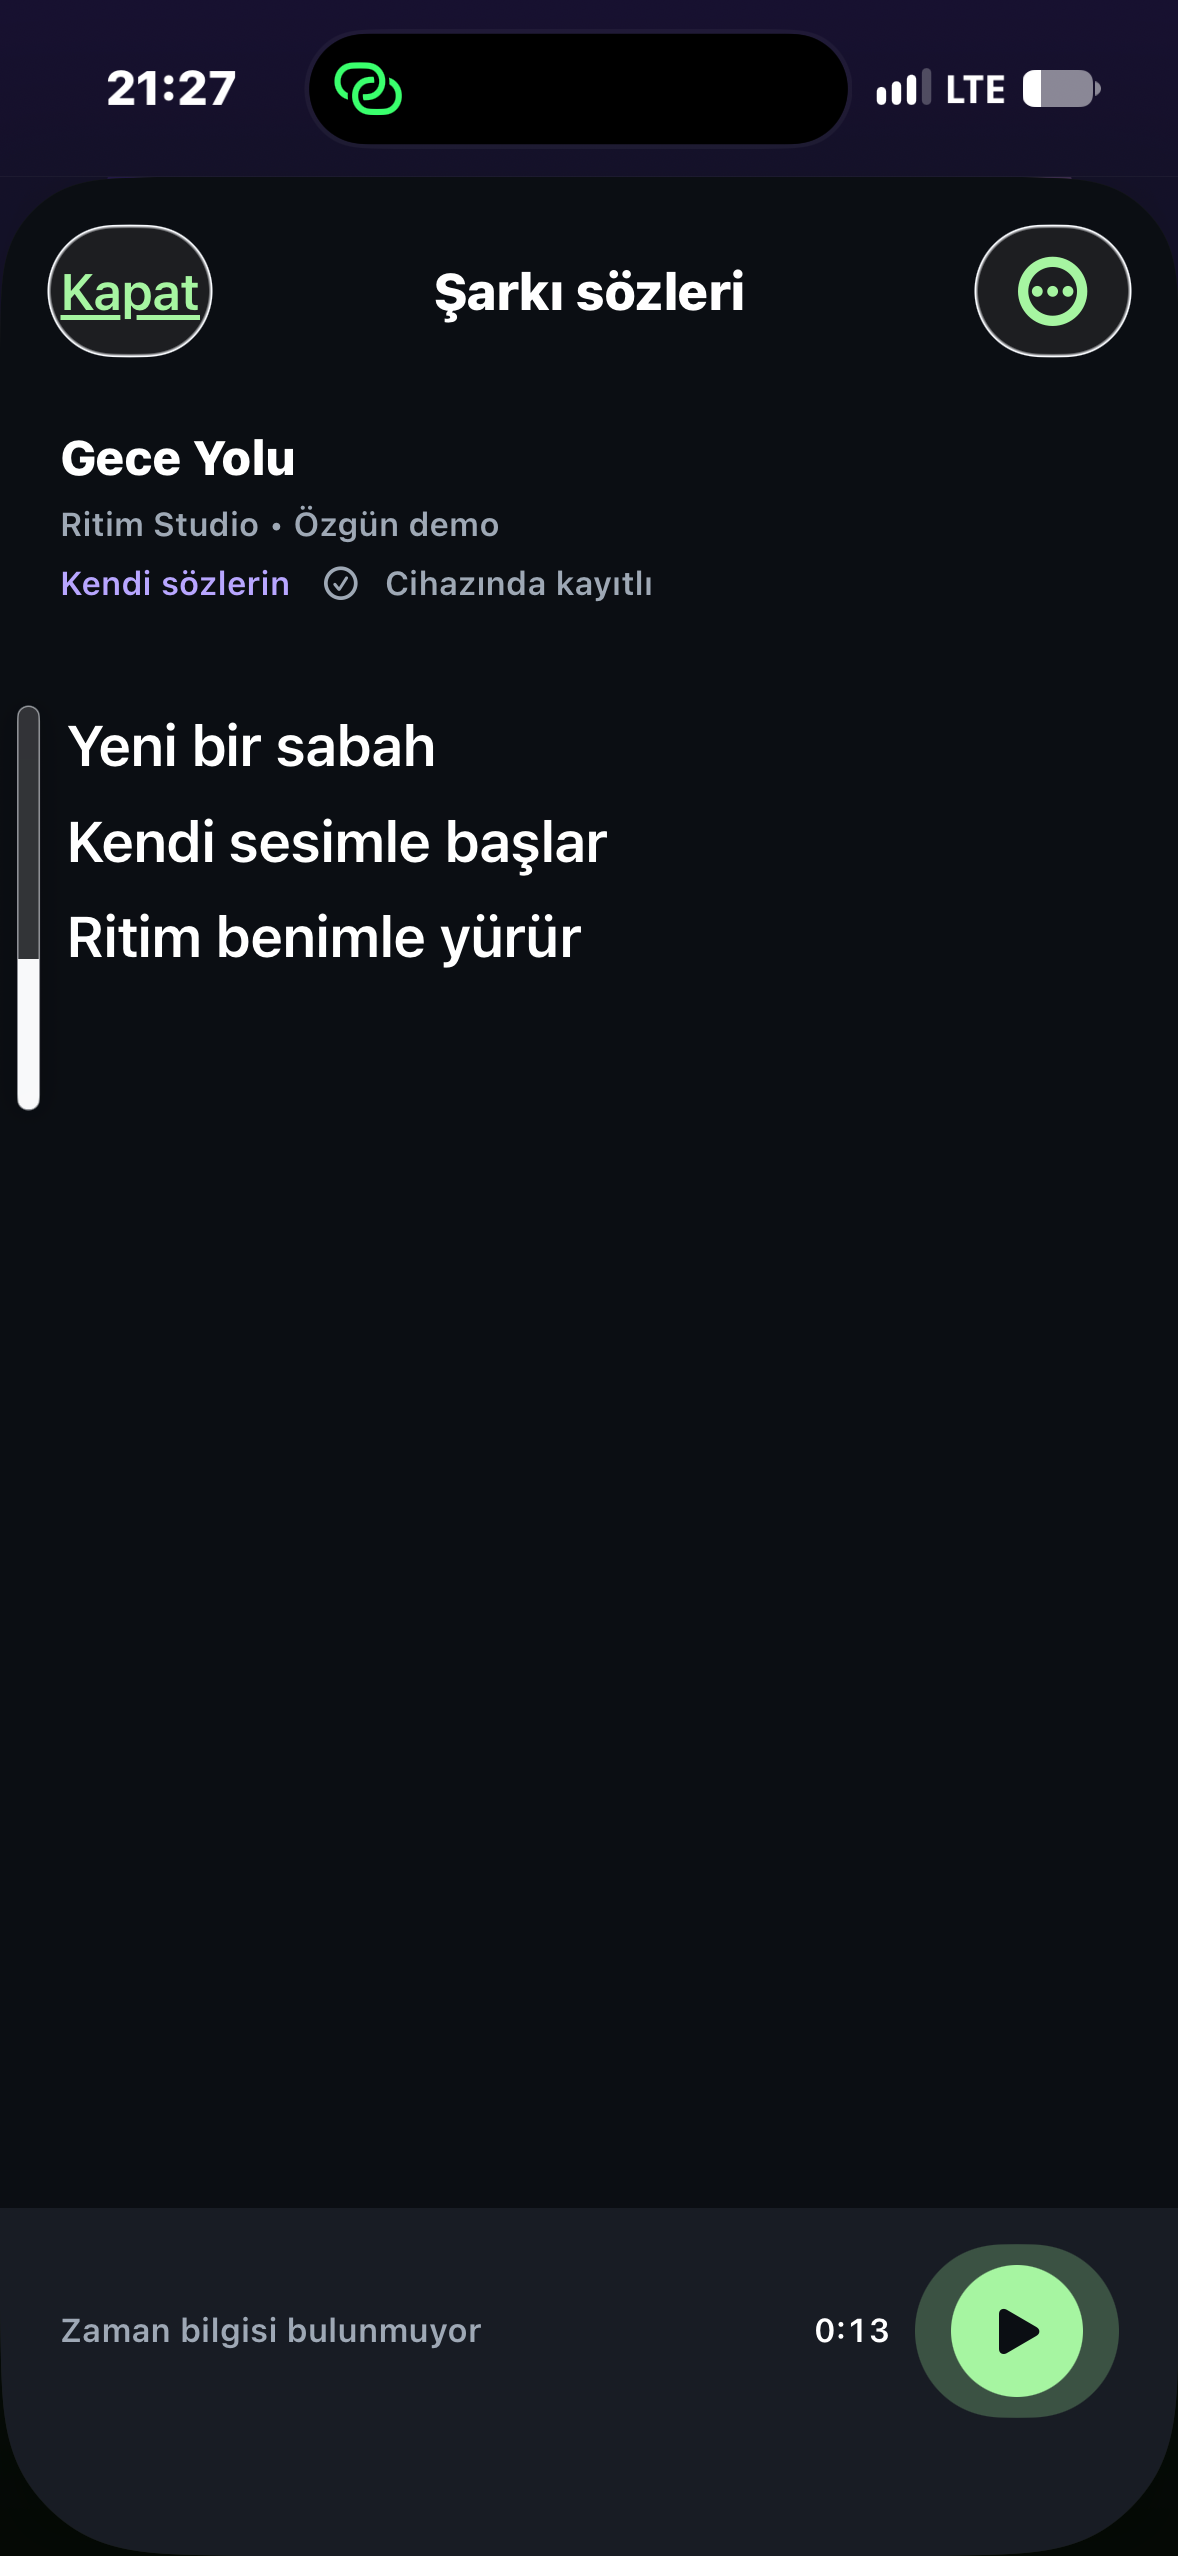 21:27
LTE
Kapat
Şarkı sözleri
Gece Yolu
Ritim Studio • Özgün demo
Kendi sözlerin
Cihazında kayıtlı
Yeni bir sabah
Kendi sesimle başlar
Ritim benimle yürür
Zaman bilgisi bulunmuyor
0:13